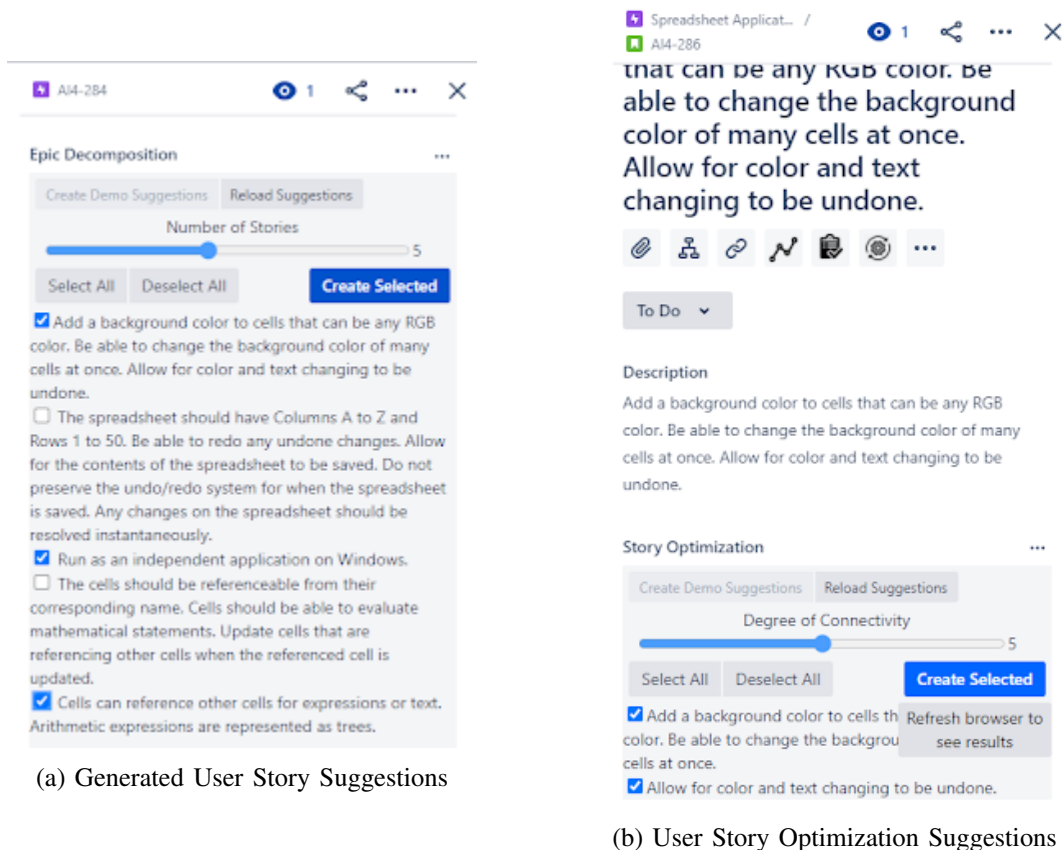 AI4-284
1
Epic Decomposition
Create Demo Suggestions
Reload Suggestions
Number of Stories
5
Select All
Deselect All
Create Selected
Add a background color to cells that can be any RGB
color. Be able to change the background color of many
cells at once. Allow for color and text changing to be
undone.
The spreadsheet should have Columns A to Z and
Rows 1 to 50. Be able to redo any undone changes. Allow
for the contents of the spreadsheet to be saved. Do not
preserve the undo/redo system for when the spreadsheet
is saved. Any changes on the spreadsheet should be
resolved instantaneously.
Run as an independent application on Windows.
The cells should be referenceable from their
corresponding name. Cells should be able to evaluate
mathematical statements. Update cells that are
referencing other cells when the referenced cell is
updated.
Cells can reference other cells for expressions or text.
Arithmetic expressions are represented as trees.
(a) Generated User Story Suggestions
Spreadsheet Applicat... /
AI4-286
1
that can be any RGB color. Be
able to change the background
color of many cells at once.
Allow for color and text
changing to be undone.
To Do
Description
Add a background color to cells that can be any RGB
color. Be able to change the background color of many
cells at once. Allow for color and text changing to be
undone.
Story Optimization
Create Demo Suggestions
Reload Suggestions
Degree of Connectivity
5
Select All
Deselect All
Create Selected
Add a background color to cells th
color. Be able to change the backgrou
cells at once.
Refresh browser to
see results
Allow for color and text changing to be undone.
(b) User Story Optimization Suggestions